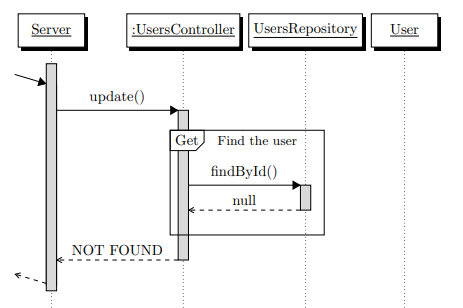 Server
:UsersController
UsersRepository
User
update()
Get
Find the user
findById()
null
NOT FOUND